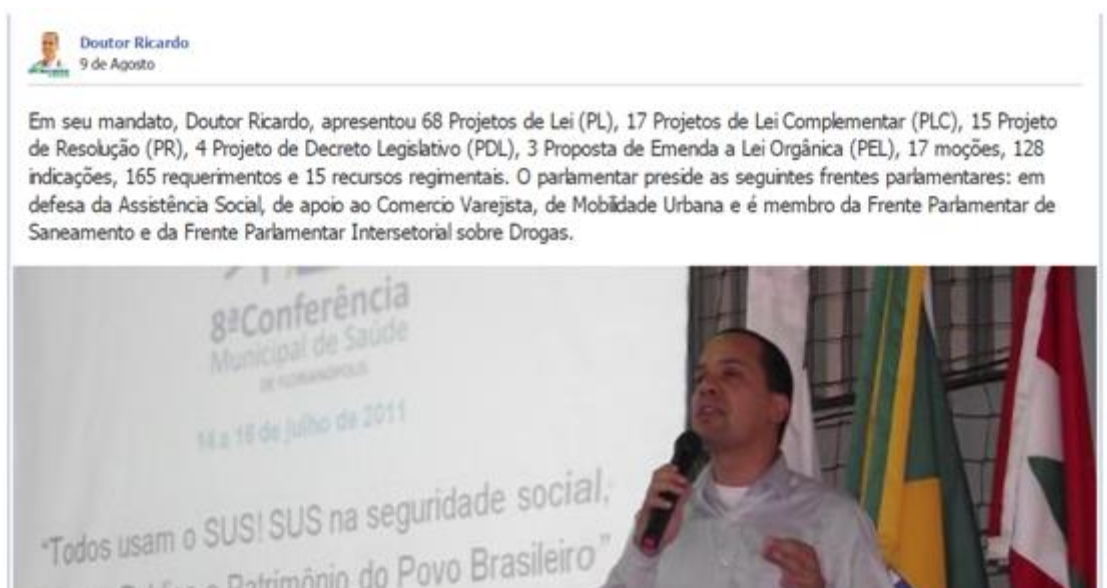 Doutor Ricardo
9 de Agosto
Em seu mandato, Doutor Ricardo, apresentou 68 Projetos de Lei (PL), 17 Projetos de Lei Complementar (PLC), 15 Projeto
de Resolução (PR), 4 Projeto de Decreto Legislativo (PDL), 3 Proposta de Emenda a Lei Orgânica (PEL), 17 moções, 128
indicações, 165 requerimentos e 15 recursos regimentais. O parlamentar preside as seguintes frentes parlamentares: em
defesa da Assistência Social, de apoio ao Comercio Varejista, de Mobilidade Urbana e é membro da Frente Parlamentar de
Saneamento e da Frente Parlamentar Intersetorial sobre Drogas.
8ªConferência
Municipal de Saúde
DE FLORIANÓPOLIS
14 a 16 de julho de 2011
"Todos usam o SUS! SUS na seguridade social,
Patrimônio do Povo Brasileiro"